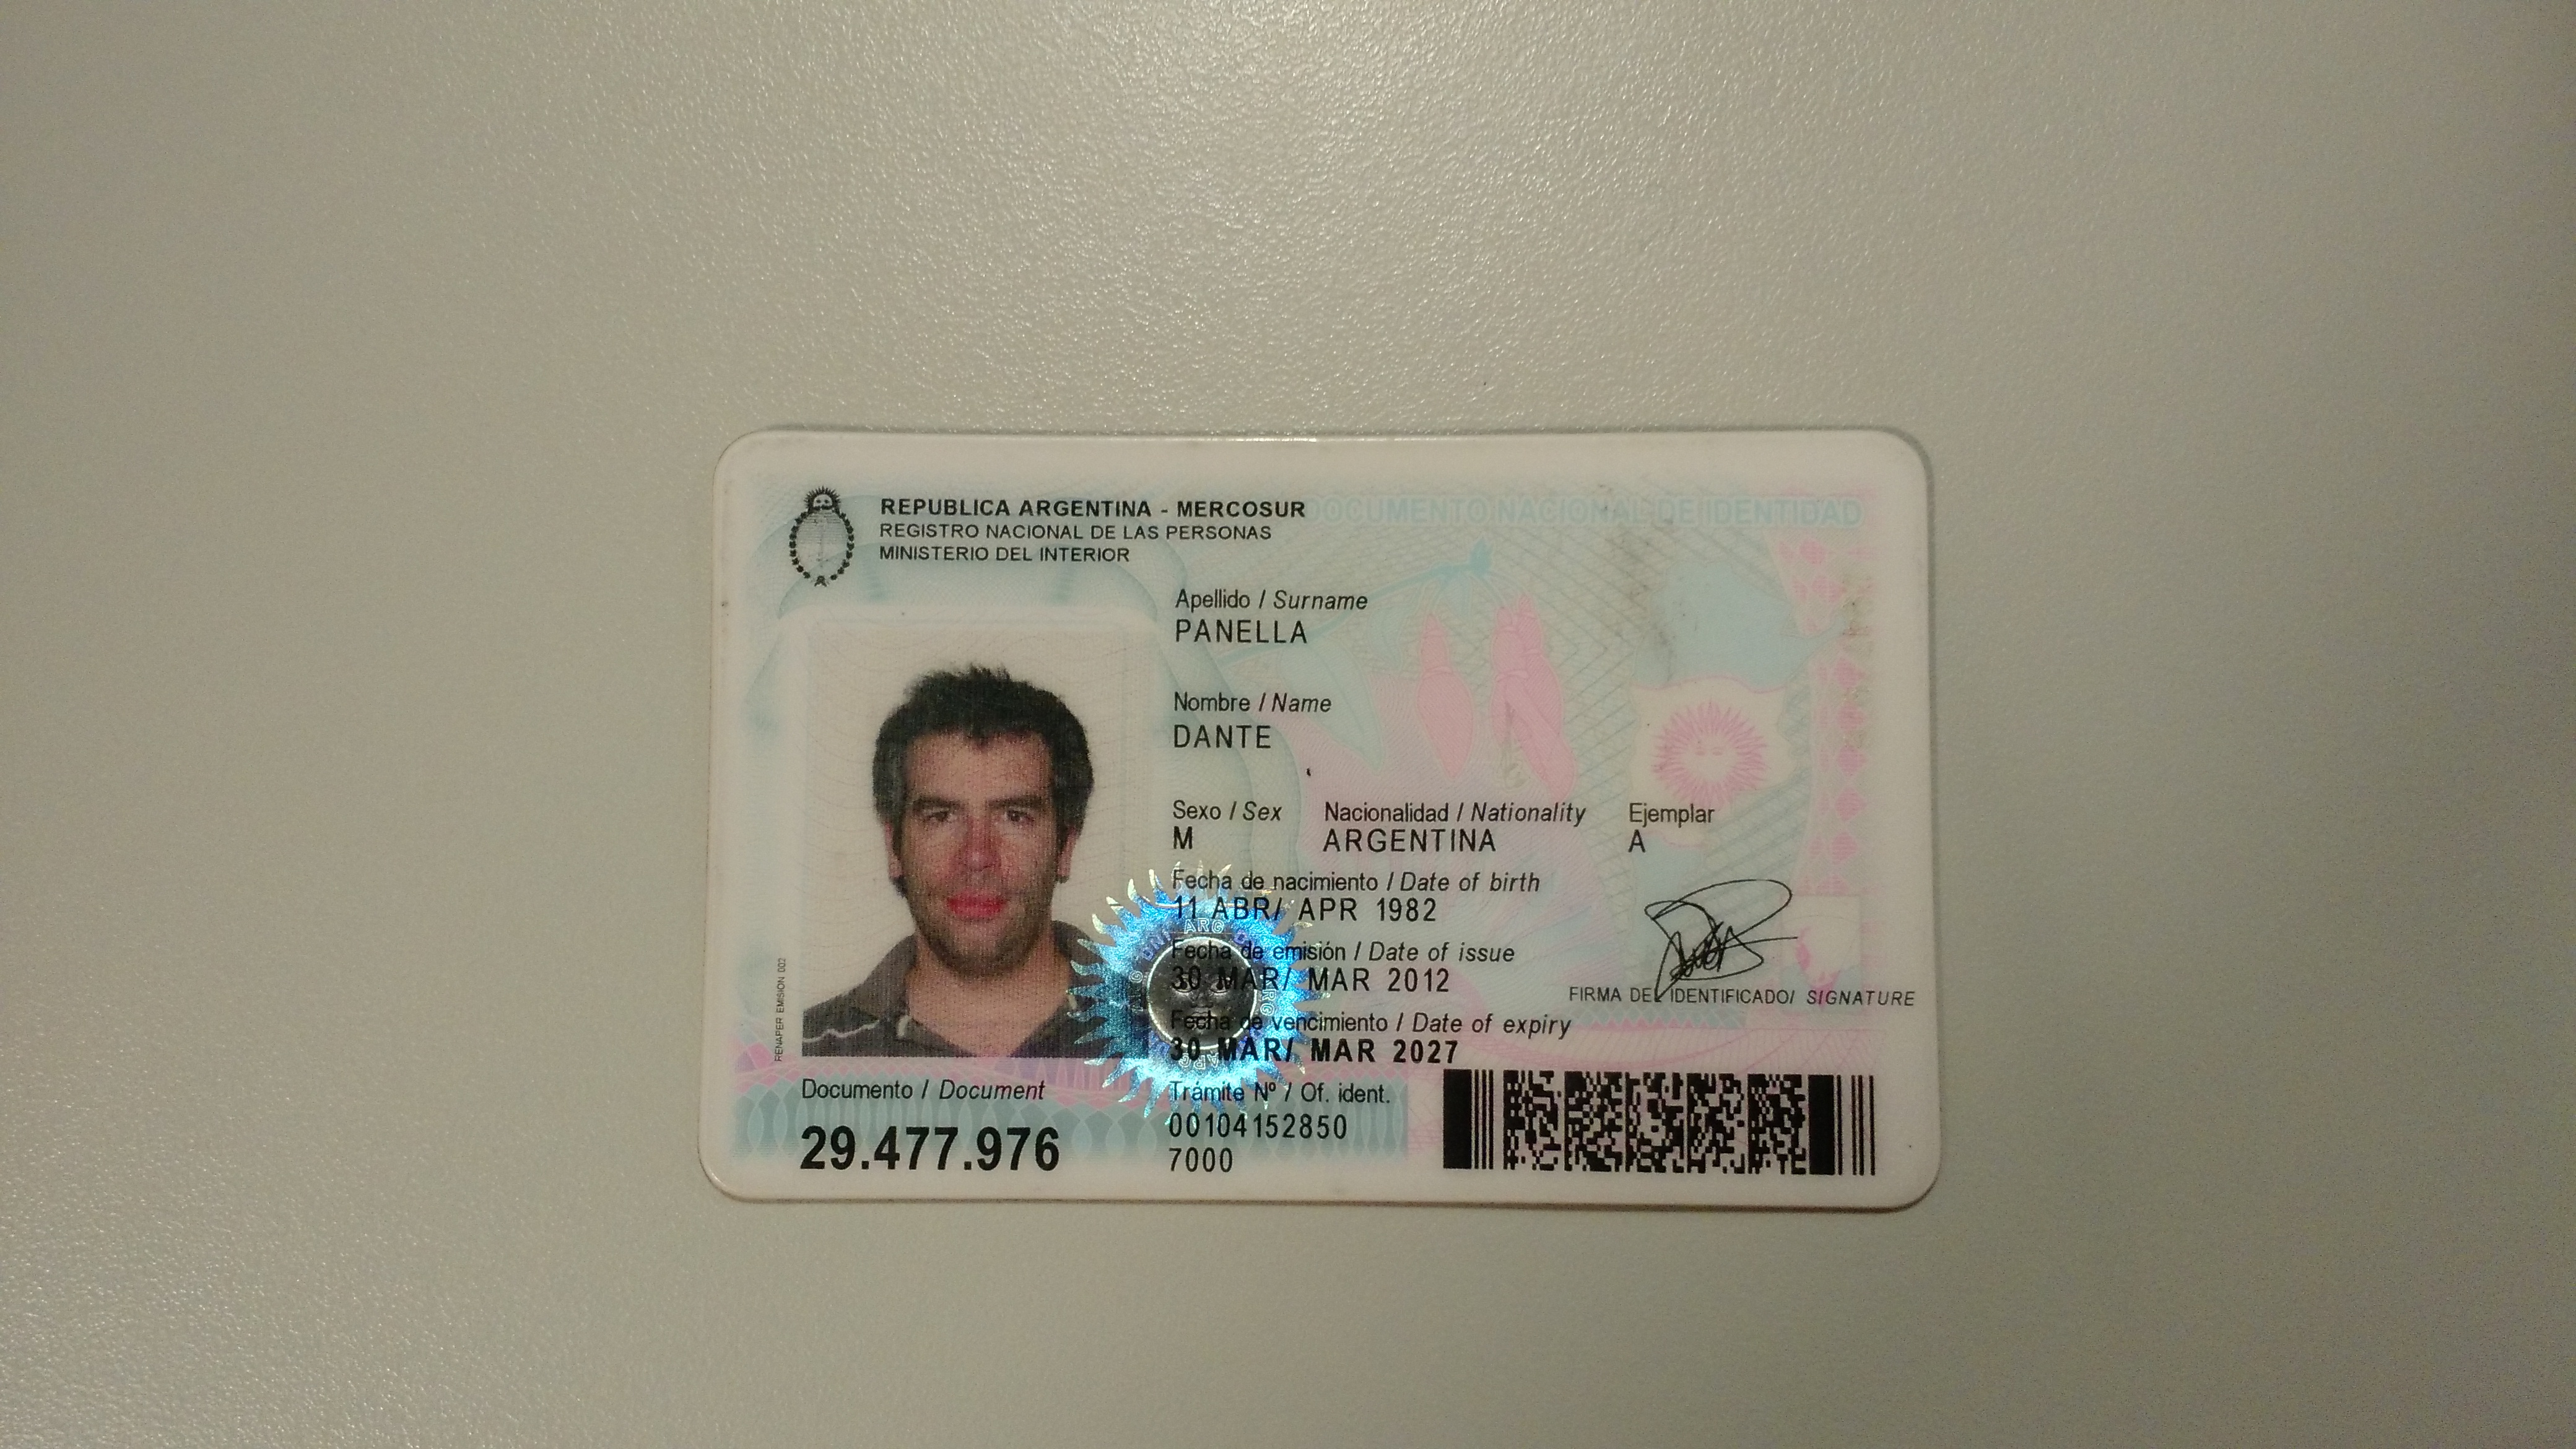 REPUBLICA ARGENTINA - MERCOSUR
DOCUMENTO NACIONAL DE IDENTIDAD
REGISTRO NACIONAL DE LAS PERSONAS
MINISTERIO DEL INTERIOR
Apellido / Surname
PANELLA
Nombre / Name
DANTE
Sexo / Sex Nacionalidad / Nationality Ejemplar
M ARGENTINA A
Fecha de nacimiento / Date of birth
11 ABR/ APR 1982
ARG
Fecha de emisión / Date of issue
30 MAR/ MAR 2012
FIRMA DEL IDENTIFICADO/ SIGNATURE
Fecha de vencimiento / Date of expiry
30 MAR/ MAR 2027
RENAPER EMISION 002
Documento / Document
29.477.976
Trámite Nº / Of. ident.
00104152850
7000